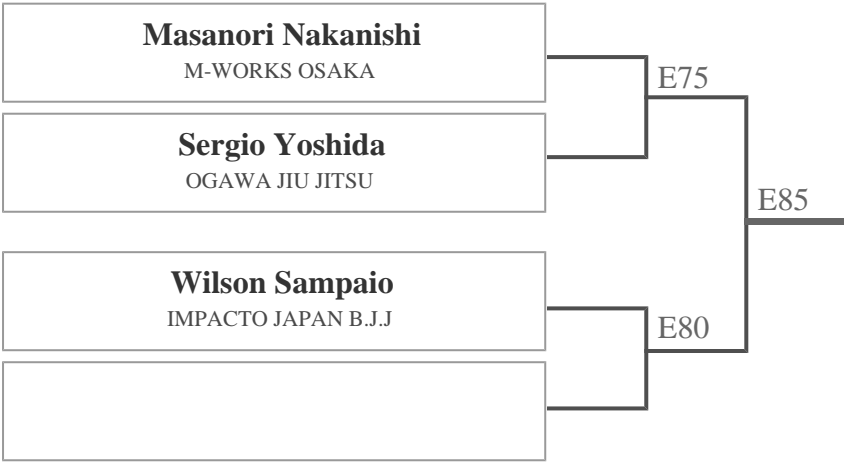 Masanori Nakanishi
M-WORKS OSAKA
E75
Sergio Yoshida
OGAWA JIU JITSU
E85
Wilson Sampaio
IMPACTO JAPAN B.J.J
E80